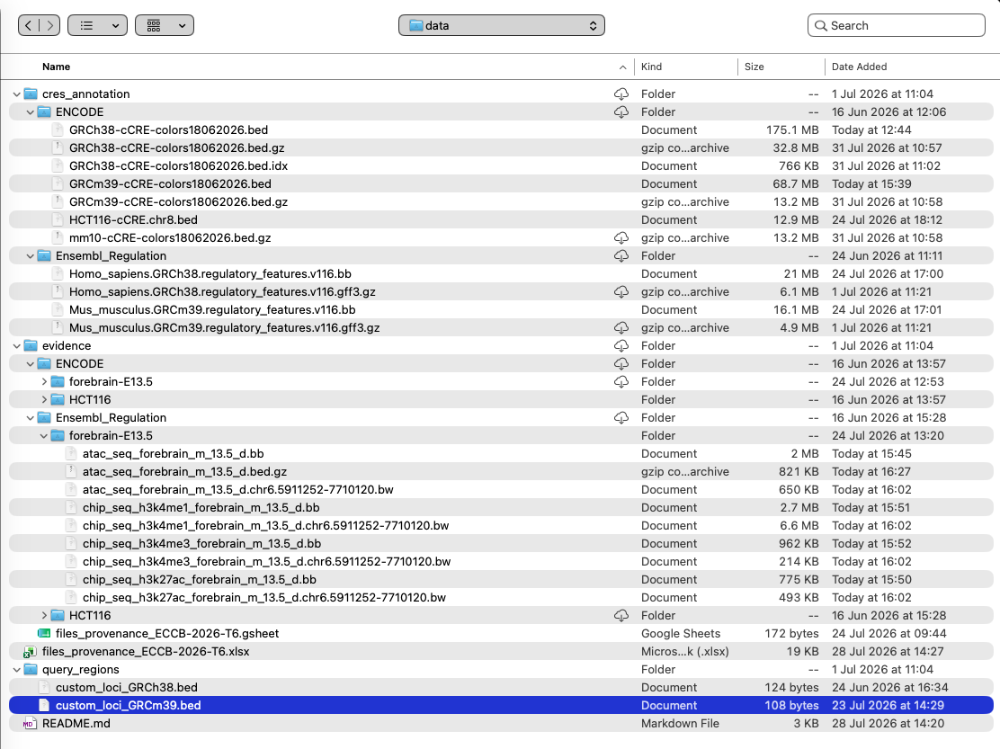 data
Search
Name Kind Size Date Added
cres_annotation Folder -- 1 Jul 2026 at 11:04
ENCODE Folder -- 16 Jun 2026 at 12:06
GRCh38-cCRE-colors18062026.bed Document 175.1 MB Today at 12:44
GRCh38-cCRE-colors18062026.bed.gz gzip co...archive 32.8 MB 31 Jul 2026 at 10:57
GRCh38-cCRE-colors18062026.bed.idx Document 766 KB 31 Jul 2026 at 11:02
GRCm39-cCRE-colors18062026.bed Document 68.7 MB Today at 15:39
GRCm39-cCRE-colors18062026.bed.gz gzip co...archive 13.2 MB 31 Jul 2026 at 10:58
HCT116-cCRE.chr8.bed Document 12.9 MB 24 Jul 2026 at 18:12
mm10-cCRE-colors18062026.bed.gz gzip co...archive 13.2 MB 31 Jul 2026 at 10:58
Ensembl_Regulation Folder -- 24 Jun 2026 at 11:11
Homo_sapiens.GRCh38.regulatory_features.v116.bb Document 21 MB 24 Jul 2026 at 17:00
Homo_sapiens.GRCh38.regulatory_features.v116.gff3.gz gzip co...archive 6.1 MB 1 Jul 2026 at 11:21
Mus_musculus.GRCm39.regulatory_features.v116.bb Document 16.1 MB 24 Jul 2026 at 17:01
Mus_musculus.GRCm39.regulatory_features.v116.gff3.gz gzip co...archive 4.9 MB 1 Jul 2026 at 11:21
evidence Folder -- 1 Jul 2026 at 11:04
ENCODE Folder -- 16 Jun 2026 at 13:57
forebrain-E13.5 Folder -- 24 Jul 2026 at 12:53
HCT116 Folder -- 16 Jun 2026 at 13:57
Ensembl_Regulation Folder -- 16 Jun 2026 at 15:28
forebrain-E13.5 Folder -- 24 Jul 2026 at 13:20
atac_seq_forebrain_m_13.5_d.bb Document 2 MB Today at 15:45
atac_seq_forebrain_m_13.5_d.bed.gz gzip co...archive 821 KB Today at 16:27
atac_seq_forebrain_m_13.5_d.chr6.5911252-7710120.bw Document 650 KB Today at 16:02
chip_seq_h3k4me1_forebrain_m_13.5_d.bb Document 2.7 MB Today at 15:51
chip_seq_h3k4me1_forebrain_m_13.5_d.chr6.5911252-7710120.bw Document 6.6 MB Today at 16:02
chip_seq_h3k4me3_forebrain_m_13.5_d.bb Document 962 KB Today at 15:52
chip_seq_h3k4me3_forebrain_m_13.5_d.chr6.5911252-7710120.bw Document 214 KB Today at 16:02
chip_seq_h3k27ac_forebrain_m_13.5_d.bb Document 775 KB Today at 15:50
chip_seq_h3k27ac_forebrain_m_13.5_d.chr6.5911252-7710120.bw Document 493 KB Today at 16:02
HCT116 Folder -- 16 Jun 2026 at 15:28
files_provenance_ECCB-2026-T6.gsheet Google Sheets 172 bytes 24 Jul 2026 at 09:44
files_provenance_ECCB-2026-T6.xlsx Micros...k (.xlsx) 19 KB 28 Jul 2026 at 14:27
query_regions Folder -- 1 Jul 2026 at 11:04
custom_loci_GRCh38.bed Document 124 bytes 24 Jun 2026 at 16:34
custom_loci_GRCm39.bed Document 108 bytes 23 Jul 2026 at 14:29
MD README.md Markdown File 3 KB 28 Jul 2026 at 14:20